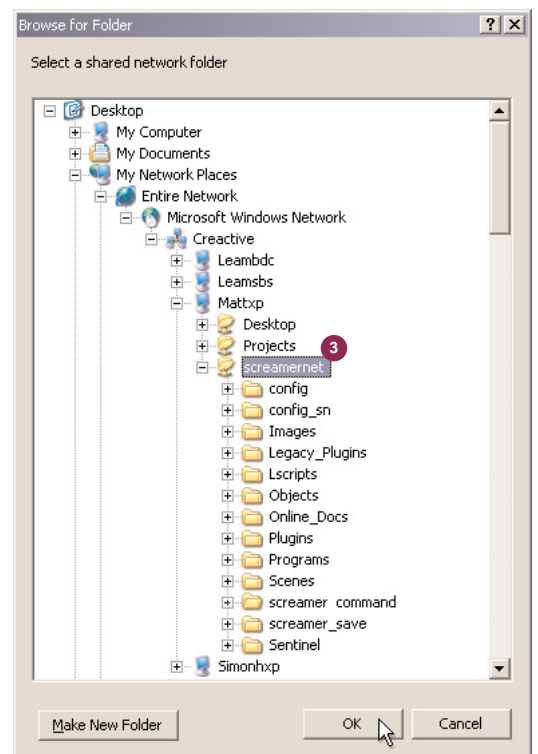 Browse for Folder
Select a shared network folder
Desktop
My Computer
My Documents
My Network Places
Entire Network
Microsoft Windows Network
Creactive
Leambdc
Leamsbs
Mattxp
Desktop
Projects
3
screamernet
config
config_sn
Images
Legacy_Plugins
Lscripts
Objects
Online_Docs
Plugins
Programs
Scenes
screamer_command
screamer_save
Sentinel
Simonhxp
Make New Folder OK Cancel